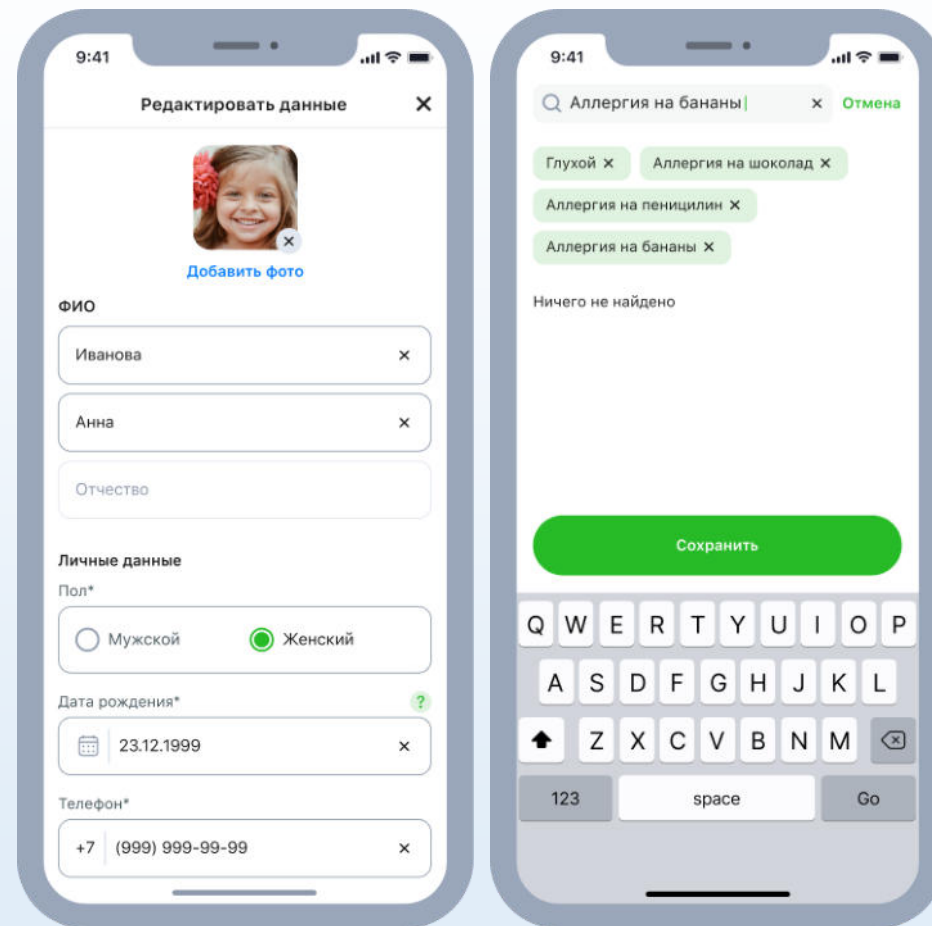 9:41
Редактировать данные
Добавить фото
ФИО
Иванова
Анна
Отчество
Личные данные
Пол*
Мужской Женский
Дата рождения*
?
23.12.1999
Телефон*
+7 (999) 999-99-99
9:41
Аллергия на бананы Отмена
Глухой Аллергия на шоколад
Аллергия на пеницилин
Аллергия на бананы
Ничего не найдено
Сохранить
Q W E R T Y U I O P
A S D F G H J K L
Z X C V B N M
123 space Go